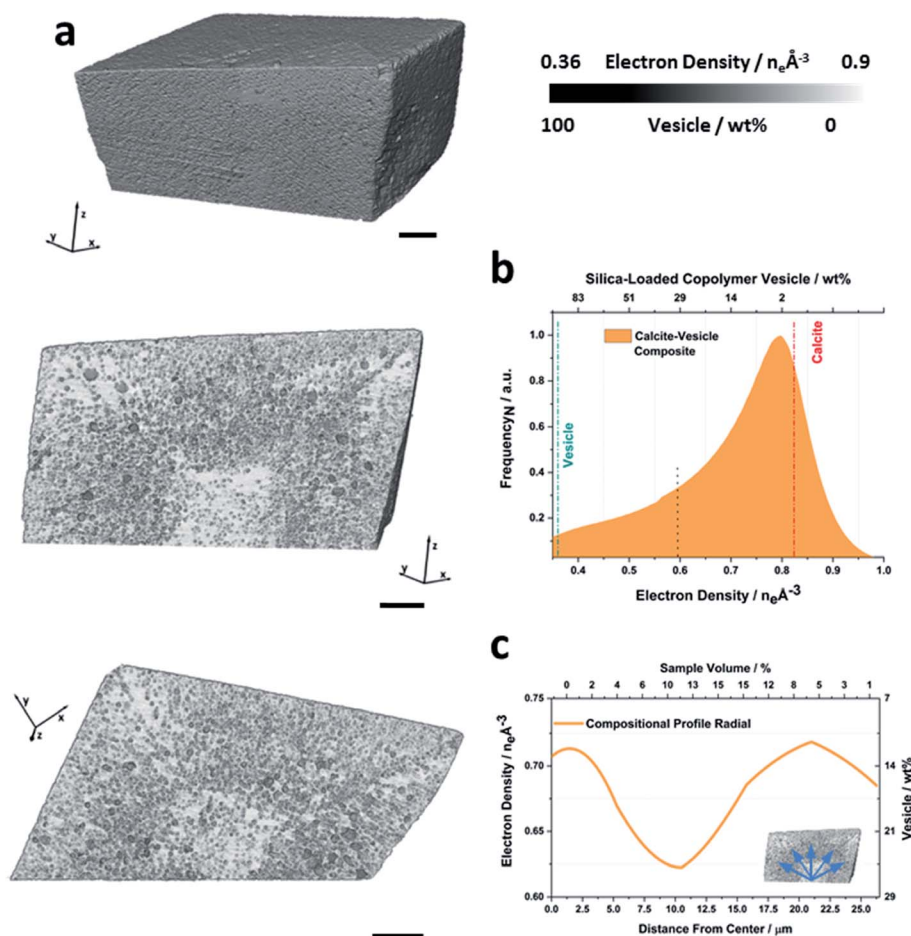 a
0.36 Electron Density / nₑÅ⁻³ 0.9
100 Vesicle / wt% 0
z
y x
z
y x
y
x
z
b
Silica-Loaded Copolymer Vesicle / wt%
83 51 29 14 2
Calcite-Vesicle
Composite
Vesicle
Calcite
Frequency_N / a.u.
1.0
0.8
0.6
0.4
0.2
0.4 0.5 0.6 0.7 0.8 0.9 1.0
Electron Density / nₑÅ⁻³
c
Sample Volume / %
0 2 4 6 10 11 13 15 15 12 8 5 3 1
Compositional Profile Radial
Electron Density / nₑÅ⁻³
0.75
0.70
0.65
0.60
7
14
21
29
Vesicle / wt%
0.0 2.5 5.0 7.5 10.0 12.5 15.0 17.5 20.0 22.5 25.0
Distance From Center / μm